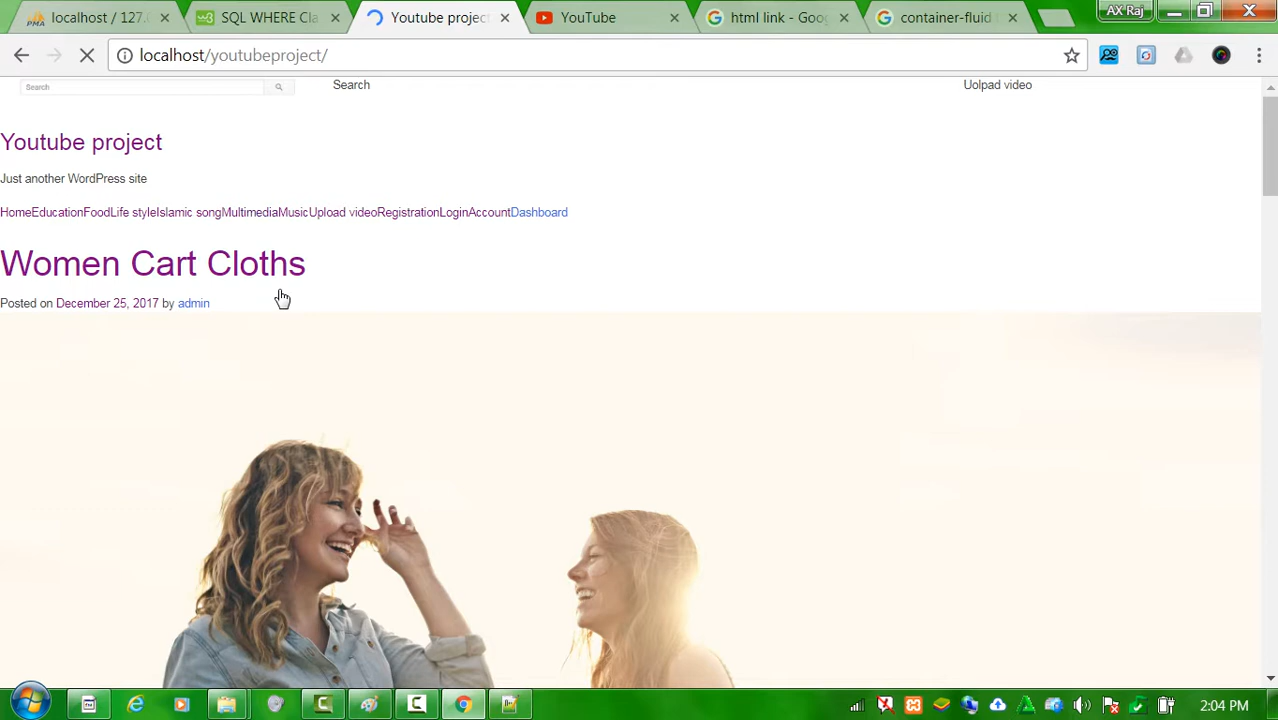 localhost / 127.
SQL WHERE Cla
Youtube projec
YouTube
html link - Goog
container-fluid
AX Raj
localhost/youtubeproject/
Search
Search
Uolpad video
Youtube project
Just another WordPress site
HomeEducationFoodLife styleIslamic songMultimediaMusicUpload videoRegistrationLoginAccountDashboard
Women Cart Cloths
Posted on December 25, 2017 by admin
2:04 PM